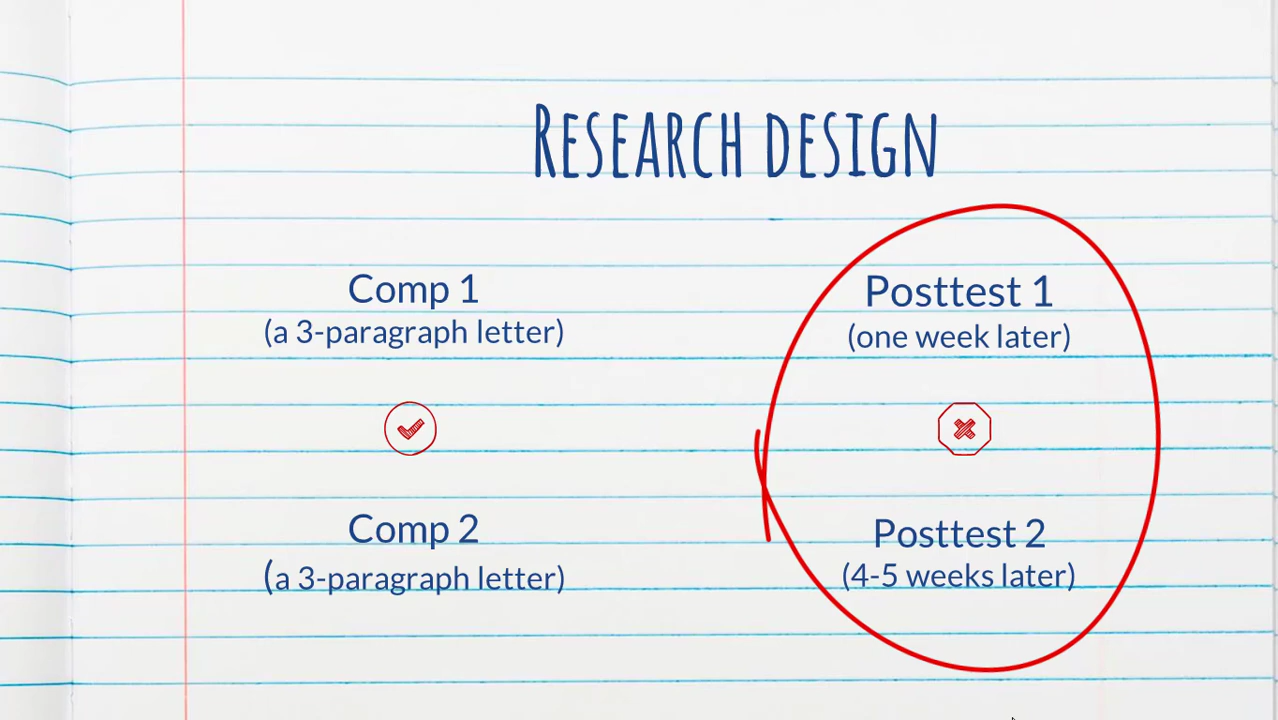 Research design
Comp 1
(a 3-paragraph letter)
Comp 2
(a 3-paragraph letter)
Posttest 1
(one week later)
Posttest 2
(4-5 weeks later)